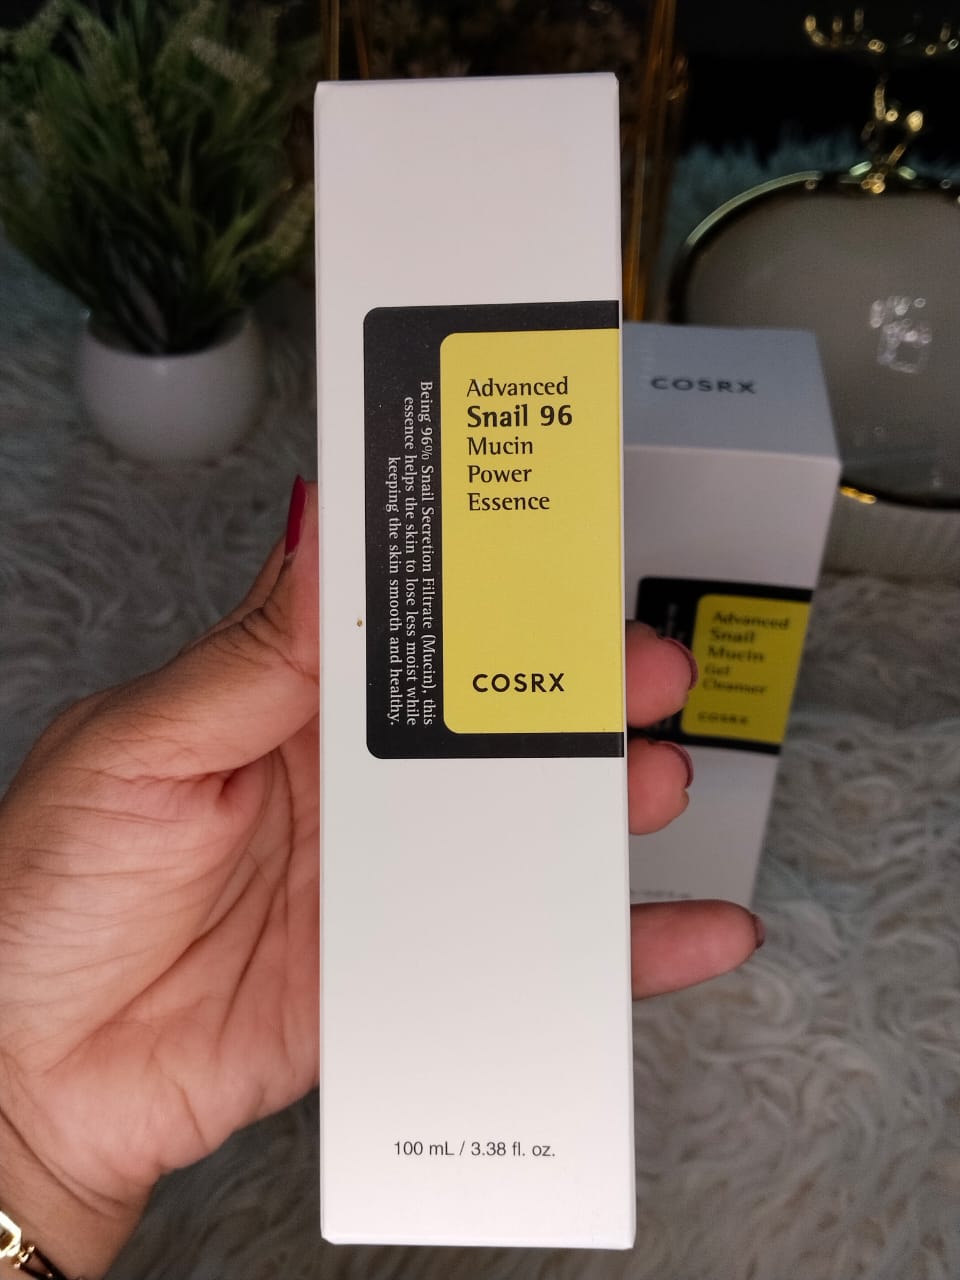 Advanced
Snail 96
Mucin
Power
Essence
COSRX
Being 96% Snail Secretion Filtrate (Mucin), this
essence helps the skin to lose less moist while
keeping the skin smooth and healthy.
100 mL / 3.38 fl. oz.
COSRX
Advanced
Snail
Mucin
Gel
Cleanser
COSRX